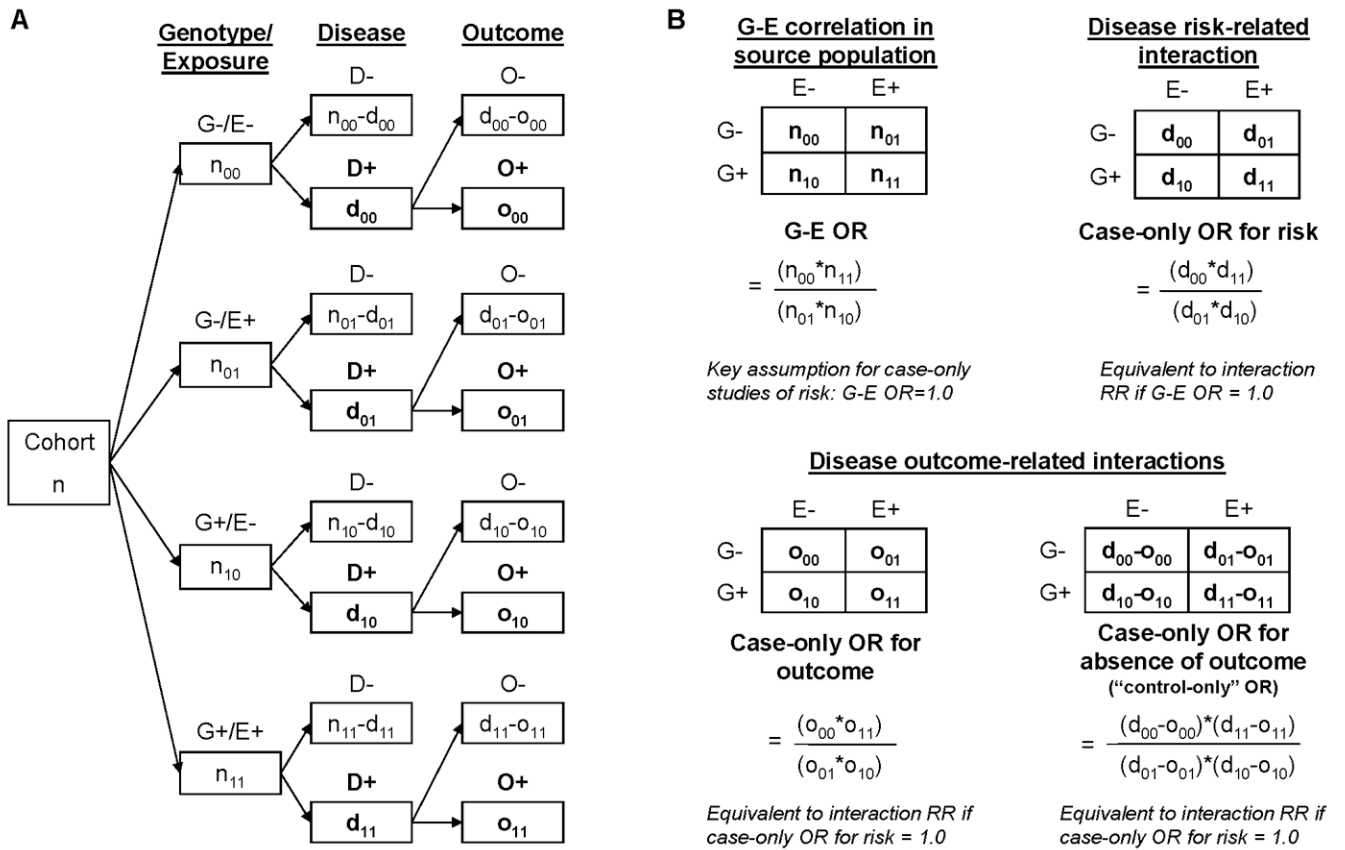 A
Genotype/
Exposure
Disease
Outcome
Cohort
n
G-/E-
n00
D-
n00-d00
D+
d00
O-
d00-o00
O+
o00
G-/E+
n01
D-
n01-d01
D+
d01
O-
d01-o01
O+
o01
G+/E-
n10
D-
n10-d10
D+
d10
O-
d10-o10
O+
o10
G+/E+
n11
D-
n11-d11
D+
d11
O-
d11-o11
O+
o11
B
G-E correlation in
source population
E- E+
G- n00 n01
G+ n10 n11
G-E OR
= (n00*n11)
(n01*n10)
Key assumption for case-only
studies of risk: G-E OR=1.0
Disease risk-related
interaction
E- E+
G- d00 d01
G+ d10 d11
Case-only OR for risk
= (d00*d11)
(d01*d10)
Equivalent to interaction
RR if G-E OR = 1.0
Disease outcome-related interactions
E- E+
G- o00 o01
G+ o10 o11
Case-only OR for
outcome
= (o00*o11)
(o01*o10)
Equivalent to interaction RR if
case-only OR for risk = 1.0
E- E+
G- d00-o00 d01-o01
G+ d10-o10 d11-o11
Case-only OR for
absence of outcome
(“control-only” OR)
= (d00-o00)*(d11-o11)
(d01-o01)*(d10-o10)
Equivalent to interaction RR if
case-only OR for risk = 1.0